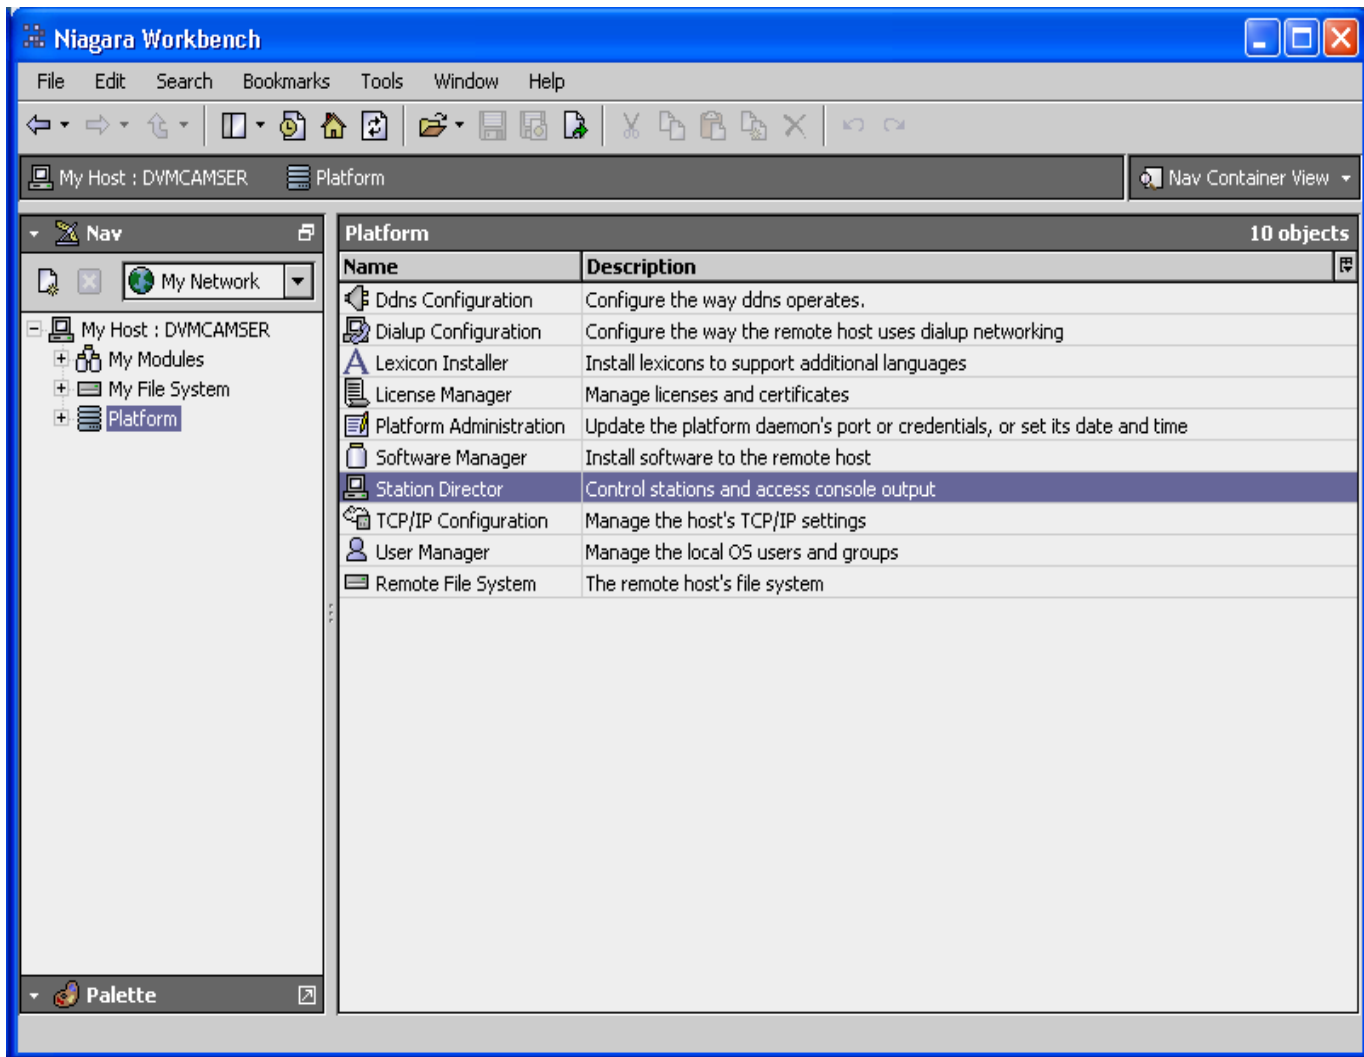 Niagara Workbench
File Edit Search Bookmarks Tools Window Help
My Host : DVMCAMSER Platform Nav Container View
Nav
My Network
My Host : DVMCAMSER
My Modules
My File System
Platform
Palette
Platform 10 objects
Name Description
Ddns Configuration Configure the way ddns operates.
Dialup Configuration Configure the way the remote host uses dialup networking
Lexicon Installer Install lexicons to support additional languages
License Manager Manage licenses and certificates
Platform Administration Update the platform daemon's port or credentials, or set its date and time
Software Manager Install software to the remote host
Station Director Control stations and access console output
TCP/IP Configuration Manage the host's TCP/IP settings
User Manager Manage the local OS users and groups
Remote File System The remote host's file system